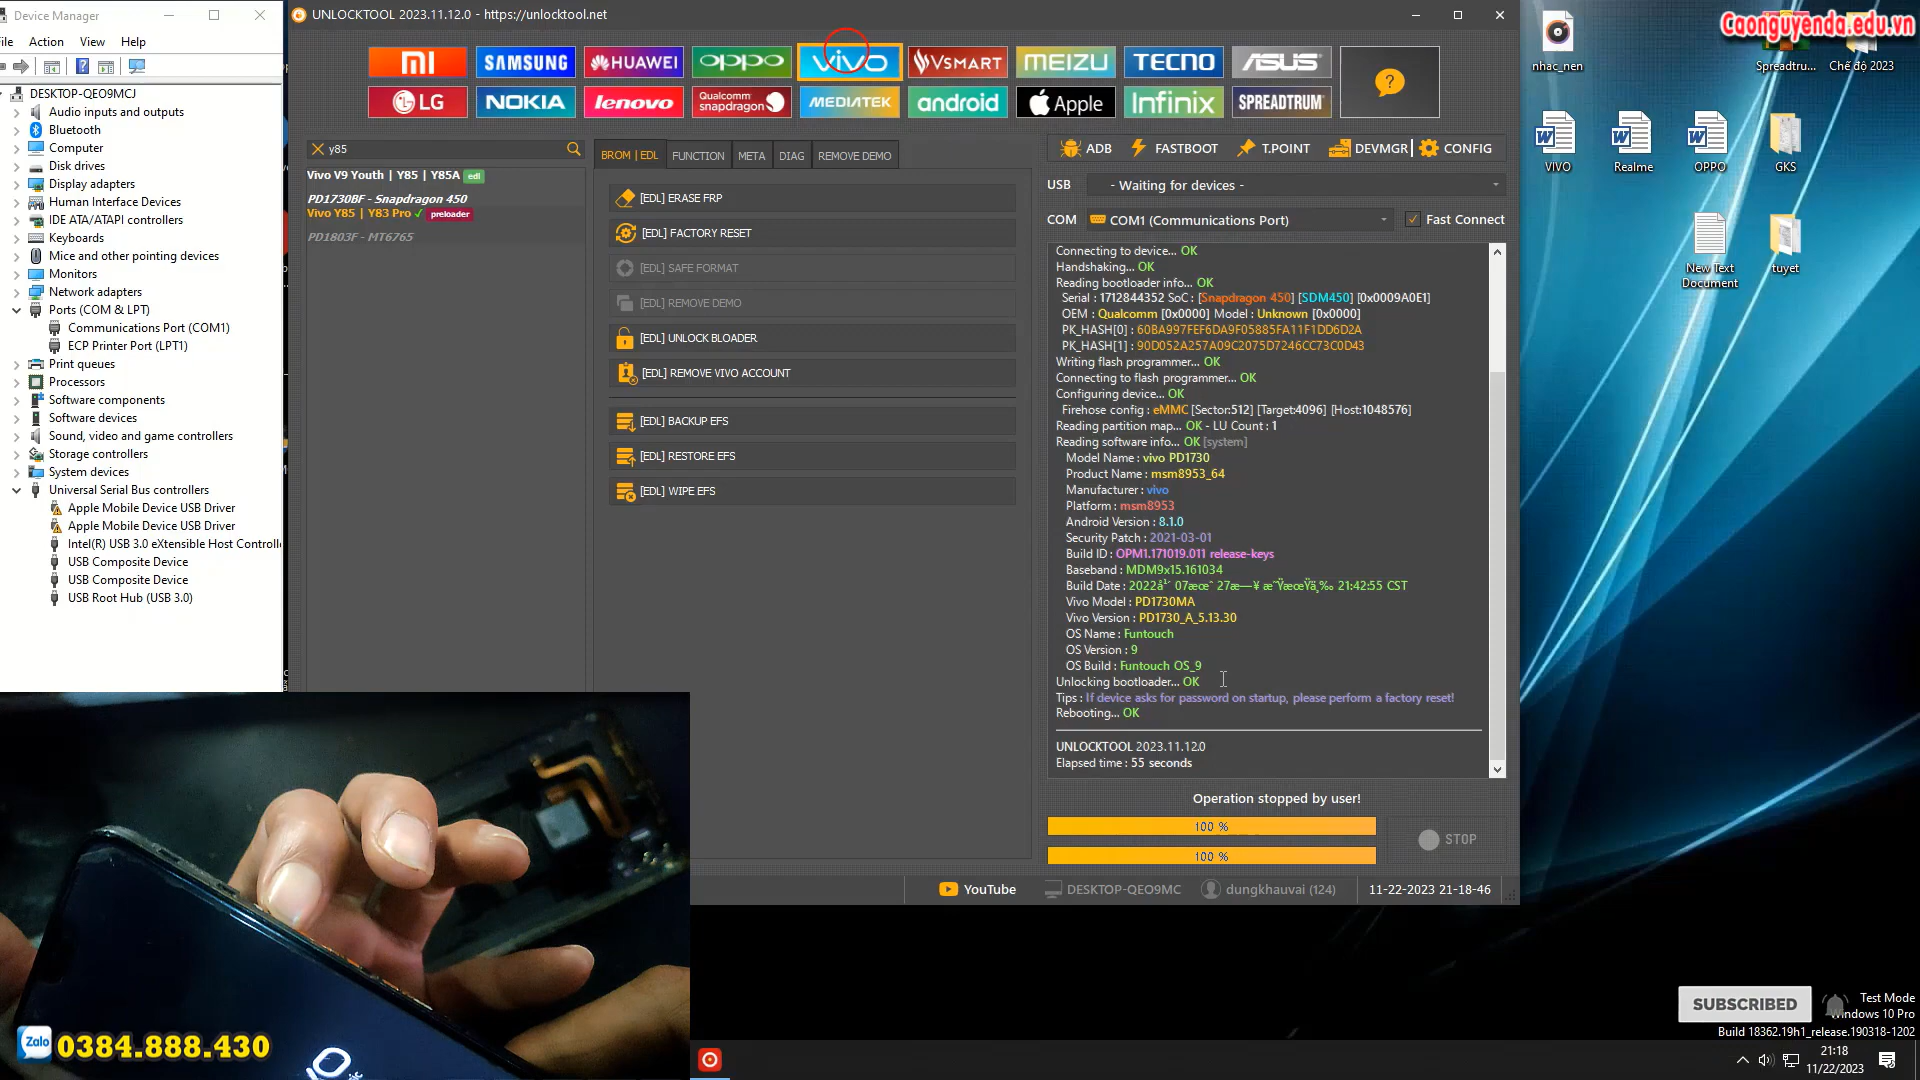 Device Manager
File Action View Help
DESKTOP-QEO9MCJ
Audio inputs and outputs
Bluetooth
Computer
Disk drives
Display adapters
Human Interface Devices
IDE ATA/ATAPI controllers
Keyboards
Mice and other pointing devices
Monitors
Network adapters
Ports (COM & LPT)
Communications Port (COM1)
ECP Printer Port (LPT1)
Print queues
Processors
Software components
Software devices
Sound, video and game controllers
Storage controllers
System devices
Universal Serial Bus controllers
Apple Mobile Device USB Driver
Apple Mobile Device USB Driver
Intel(R) USB 3.0 eXtensible Host Controll
USB Composite Device
USB Composite Device
USB Root Hub (USB 3.0)
UNLOCKTOOL 2023.11.12.0 - https://unlocktool.net
SAMSUNG HUAWEI oppo vivo VSMART MEIZU TECNO ASUS
LG NOKIA lenovo Qualcomm snapdragon MEDIATEK android Apple Infinix SPREADTRUM ?
y85
Vivo V9 Youth | Y85 | Y85A edl
PD1730BF - Snapdragon 450
Vivo Y85 | Y83 Pro ✓ preloader
PD1803F - MT6765
BROM | EDL FUNCTION META DIAG REMOVE DEMO
[EDL] ERASE FRP
[EDL] FACTORY RESET
[EDL] SAFE FORMAT
[EDL] REMOVE DEMO
[EDL] UNLOCK BLOADER
[EDL] REMOVE VIVO ACCOUNT
[EDL] BACKUP EFS
[EDL] RESTORE EFS
[EDL] WIPE EFS
ADB FASTBOOT T.POINT DEVMGR CONFIG
USB - Waiting for devices -
COM COM1 (Communications Port) Fast Connect
Connecting to device... OK
Handshaking... OK
Reading bootloader info... OK
Serial : 1712844352 SoC : [Snapdragon 450] [SDM450] [0x0009A0E1]
OEM : Qualcomm [0x0000] Model : Unknown [0x0000]
PK_HASH[0] : 60BA997FEF6DA9F05885FA11F1DD6D2A
PK_HASH[1] : 90D052A257A09C2075D7246CC73C0D43
Writing flash programmer... OK
Connecting to flash programmer... OK
Configuring device... OK
Firehose config : eMMC [Sector:512] [Target:4096] [Host:1048576]
Reading partition map... OK - LU Count : 1
Reading software info... OK [system]
Model Name : vivo PD1730
Product Name : msm8953_64
Manufacturer : vivo
Platform : msm8953
Android Version : 8.1.0
Security Patch : 2021-03-01
Build ID : OPM1.171019.011 release-keys
Baseband : MDM9x15.161034
Build Date : 21:42:55 CST
Vivo Model : PD1730MA
Vivo Version : PD1730_A_5.13.30
OS Name : Funtouch
OS Version : 9
OS Build : Funtouch OS_9
Unlocking bootloader... OK
Tips : If device asks for password on startup, please perform a factory reset!
Rebooting... OK
UNLOCKTOOL 2023.11.12.0
Elapsed time : 55 seconds
Operation stopped by user!
100 %
100 %
STOP
YouTube DESKTOP-QEO9MC dungkhauvai (124) 11-22-2023 21-18-46
Caonguyenda.edu.vn
nhac_nen Spreadtru... Chế độ 2023
VIVO Realme OPPO GKS
New Text Document tuyet
Zalo 0384.888.430
SUBSCRIBED
Test Mode
Windows 10 Pro
Build 18362.19h1_release.190318-1202
21:18
11/22/2023